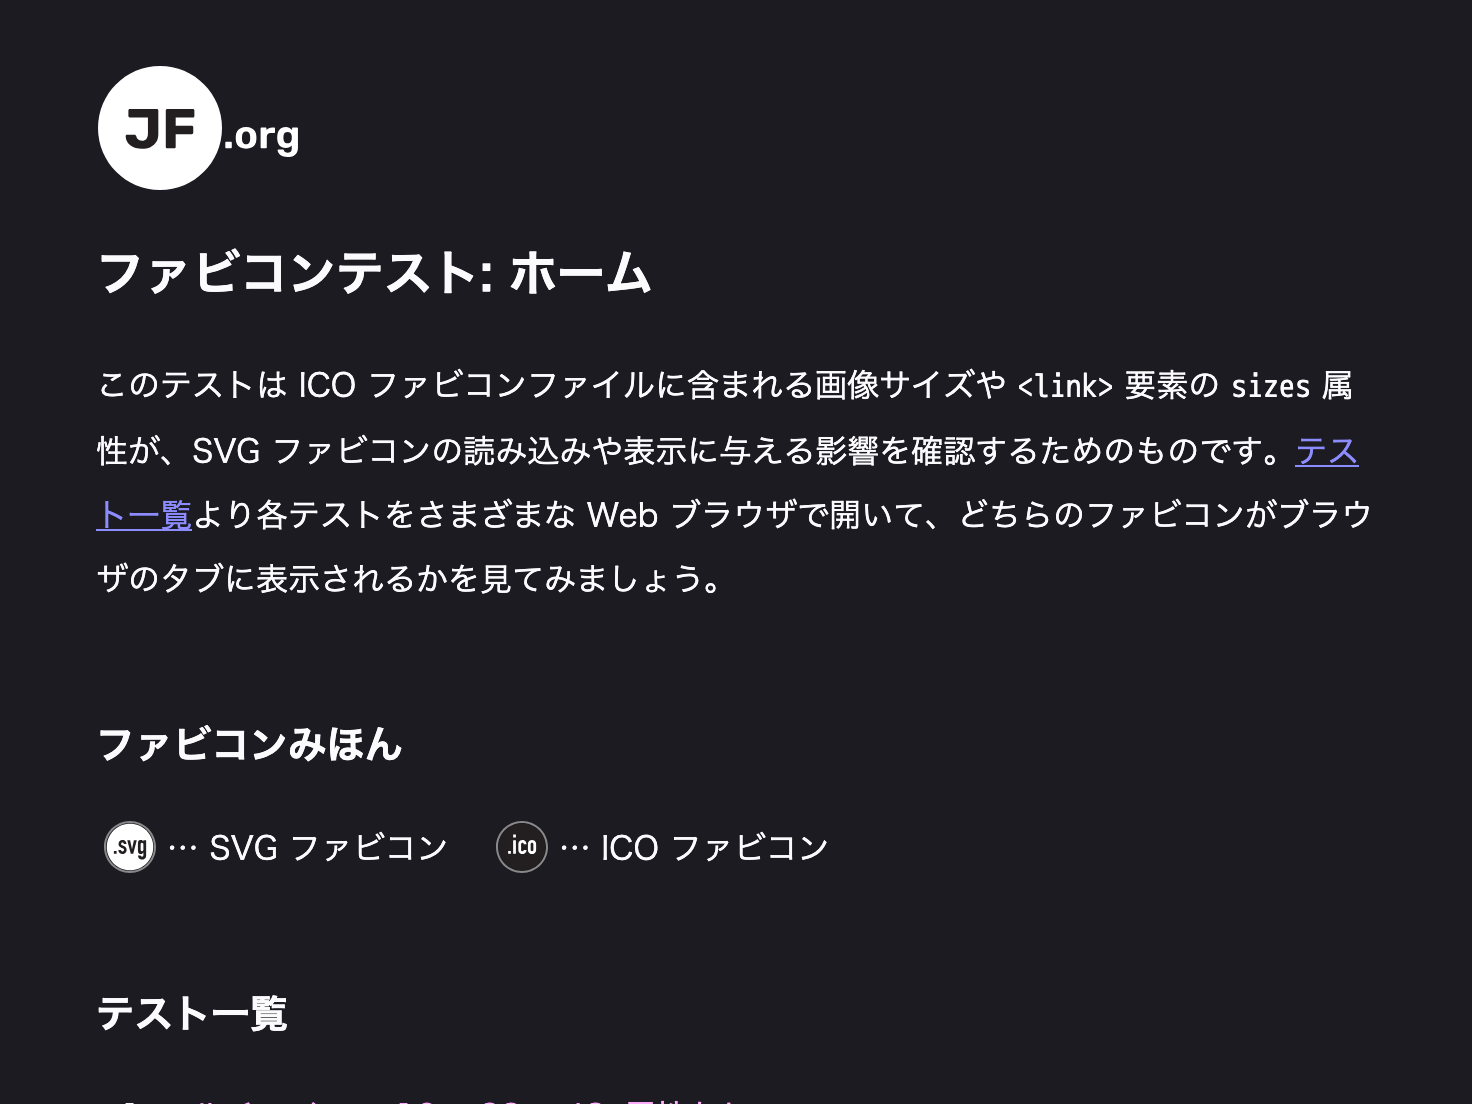 JF.org
ファビコンテスト: ホーム
このテストは ICO ファビコンファイルに含まれる画像サイズや <link> 要素の sizes 属
性が、SVG ファビコンの読み込みや表示に与える影響を確認するためのものです。テス
ト一覧より各テストをさまざまな Web ブラウザで開いて、どちらのファビコンがブラウ
ザのタブに表示されるかを見てみましょう。
ファビコンみほん
.svg … SVG ファビコン .ico … ICO ファビコン
テスト一覧